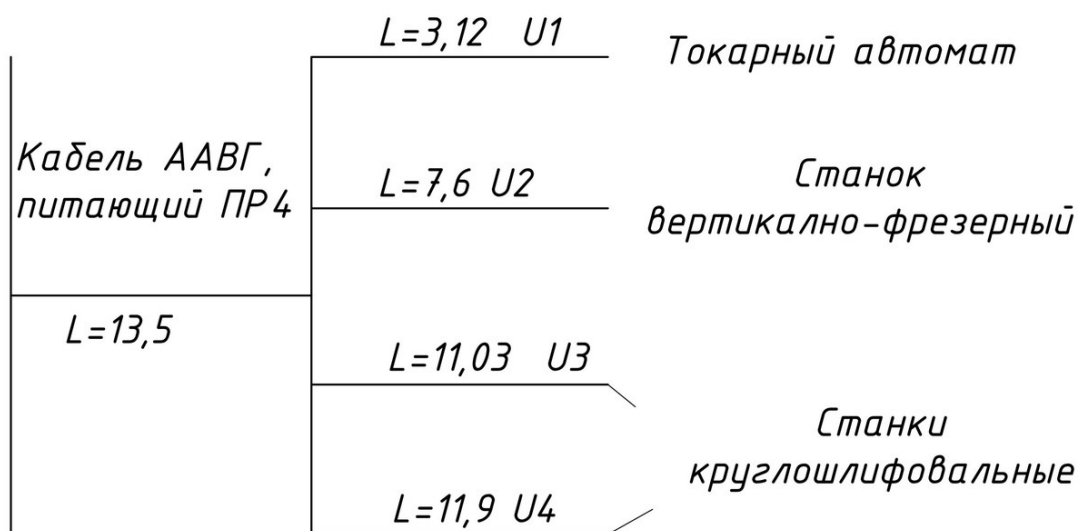 L=3,12 U1
Токарный автомат
Кабель ААВГ,
питающий ПР4
L=7,6 U2
Станок
вертикално-фрезерный
L=13,5
L=11,03 U3
Станки
круглошлифовальные
L=11,9 U4